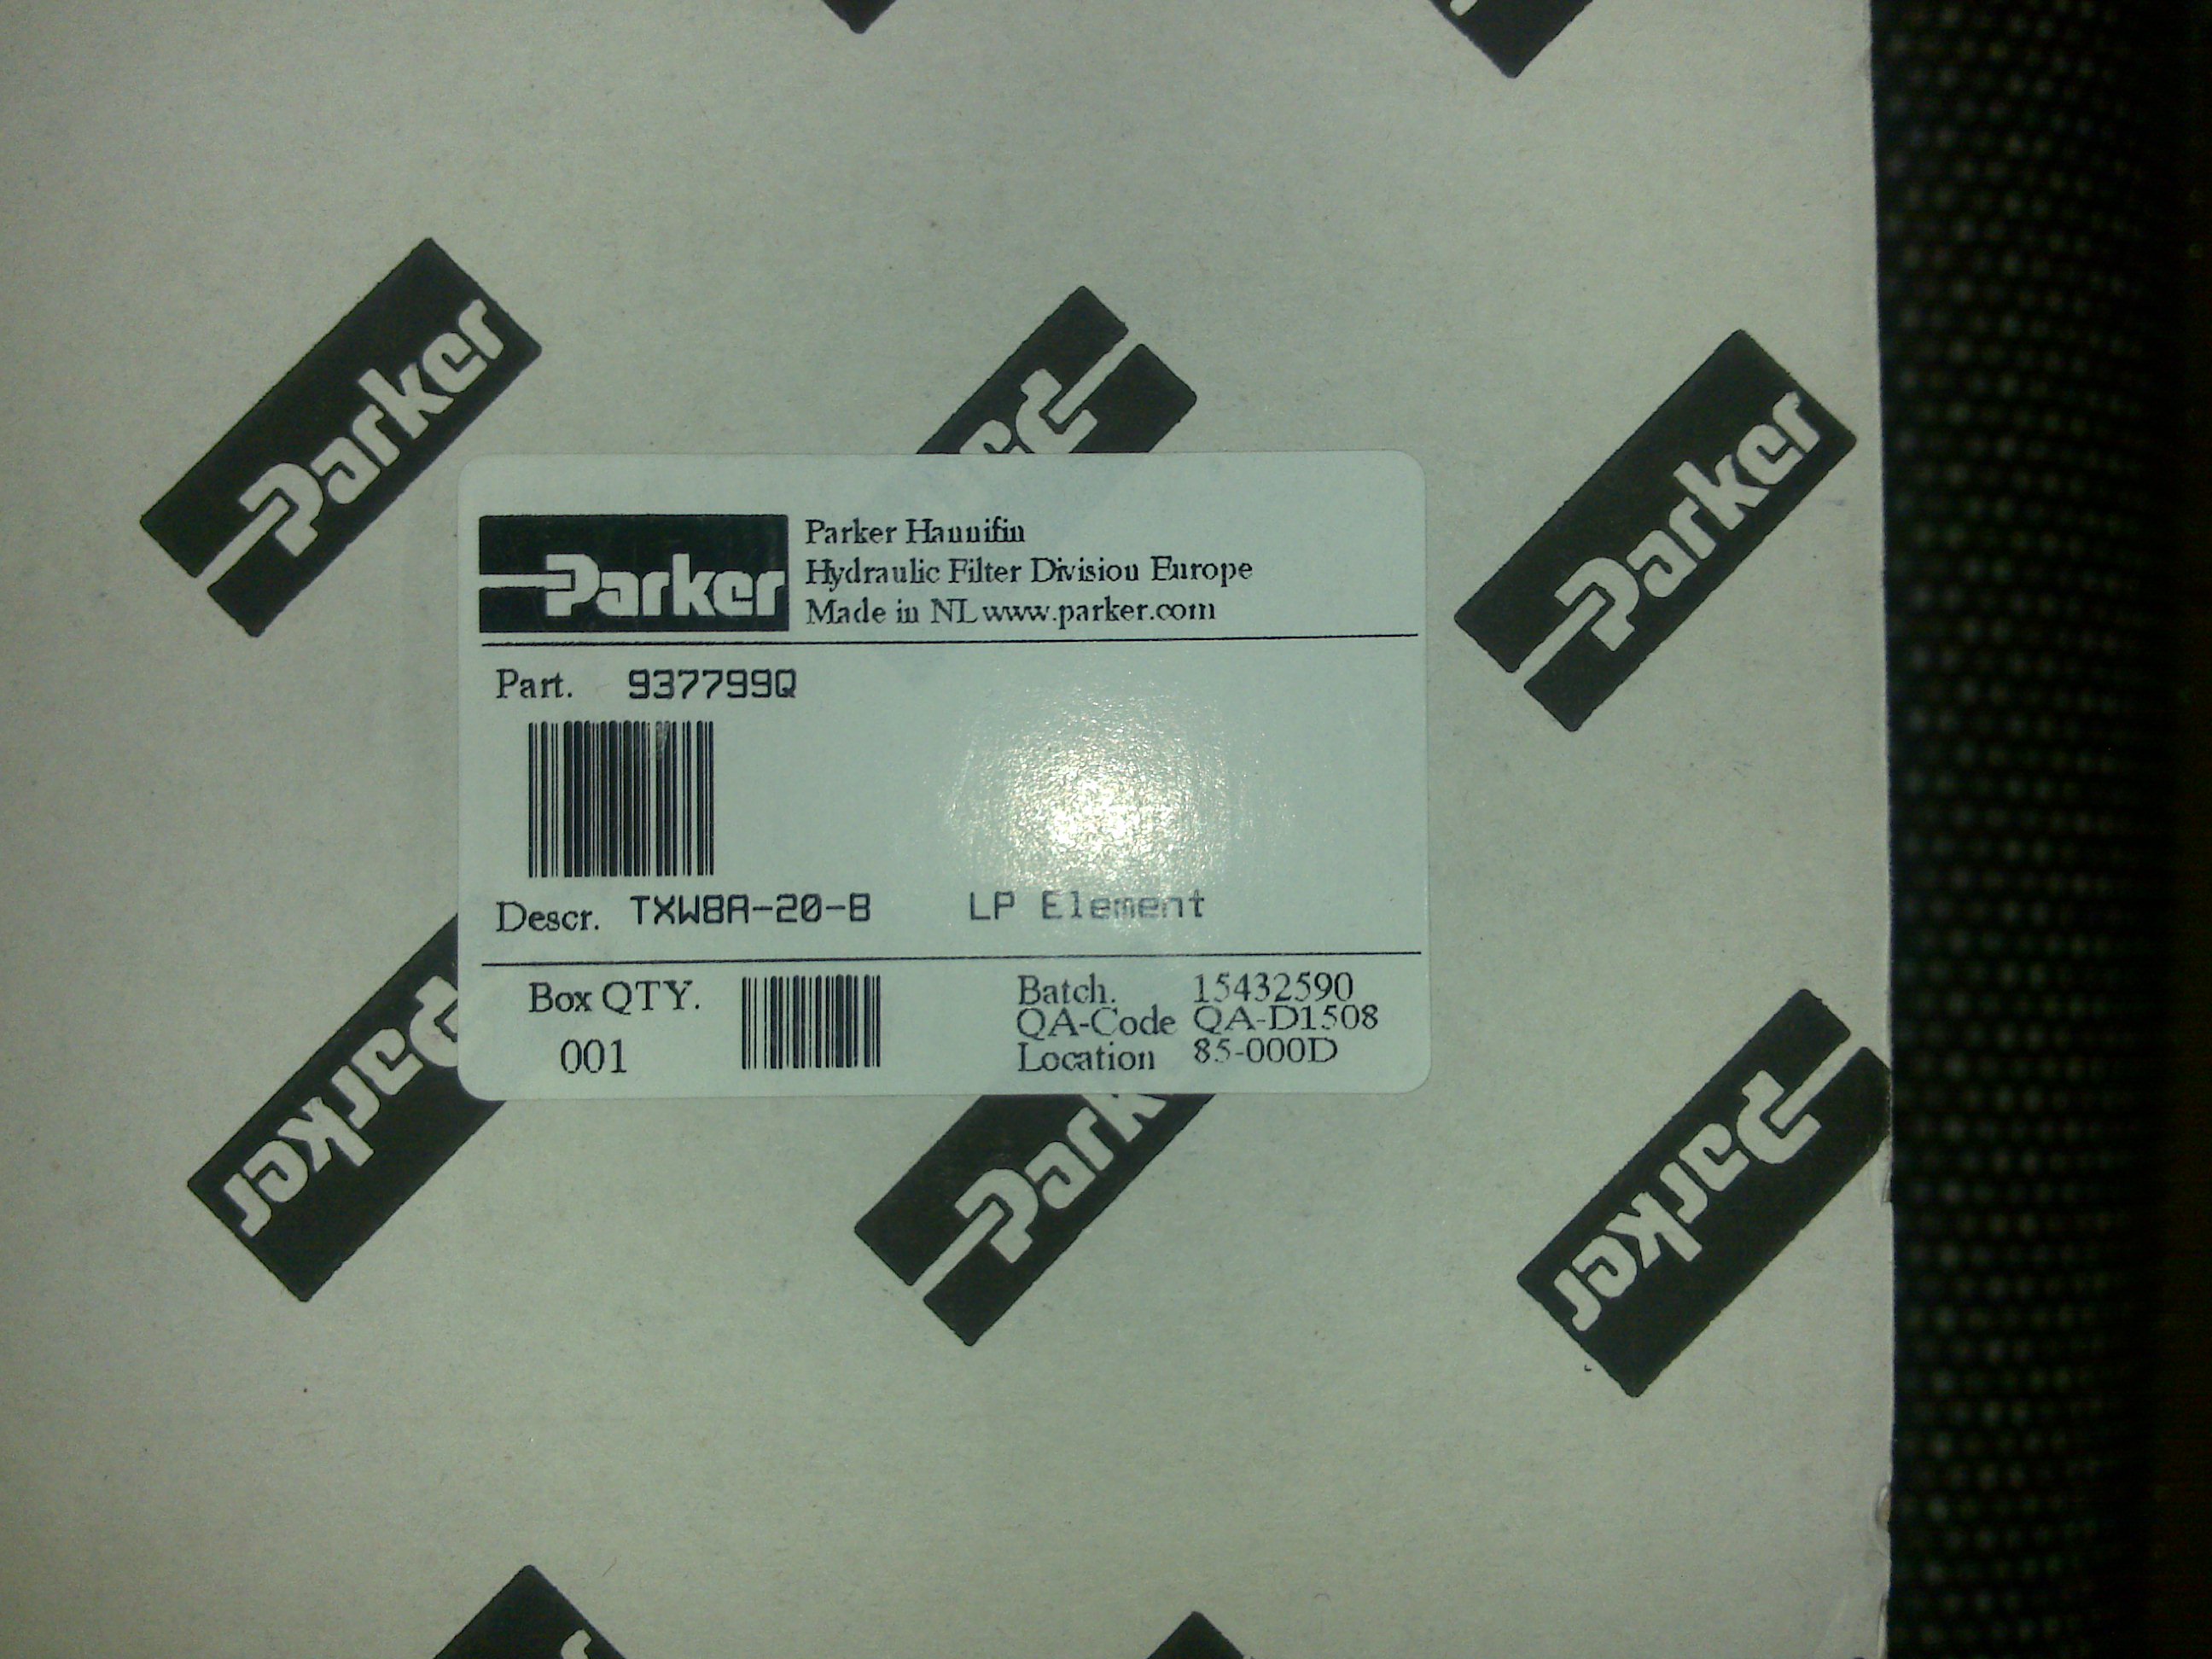 Parker
Parker
Parker
Parker Hannifin
Hydraulic Filter Division Europe
Made in NL www.parker.com
Part. 937799Q
Descr. TXW8A-20-B LP Element
Box QTY.
001
Batch. 15432590
QA-Code QA-D1508
Location 85-000D
Parker
Park
Parker